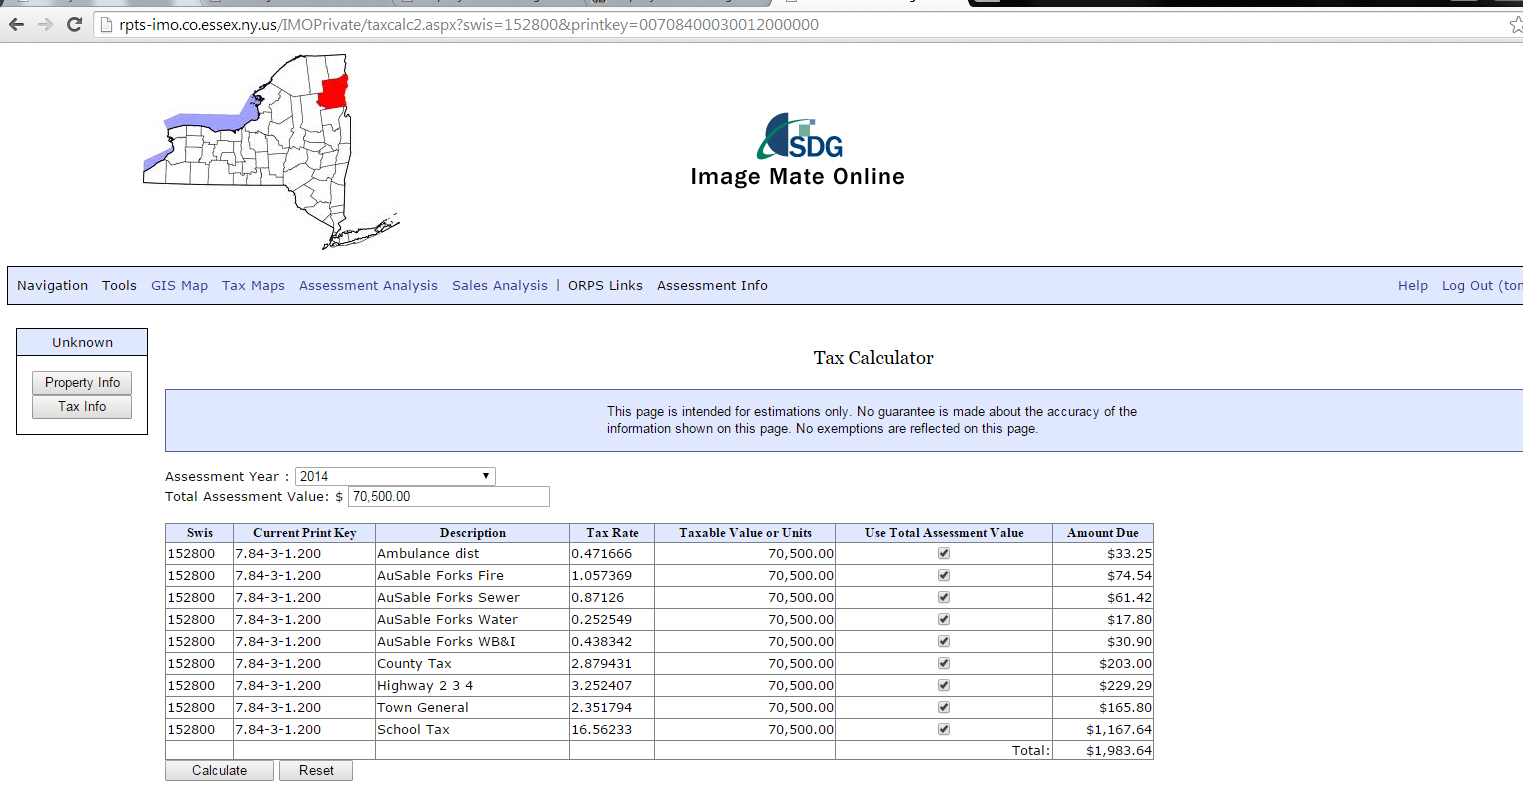 rpts-imo.co.essex.ny.us/IMOPrivate/taxcalc2.aspx?swis=152800&printkey=00708400030012000000
SDG
Image Mate Online
Navigation Tools GIS Map Tax Maps Assessment Analysis Sales Analysis | ORPS Links Assessment Info Help Log Out (tom
Unknown
Property Info
Tax Info
Tax Calculator
This page is intended for estimations only. No guarantee is made about the accuracy of the
information shown on this page. No exemptions are reflected on this page.
Assessment Year : 2014
Total Assessment Value: $ 70,500.00
Swis Current Print Key Description Tax Rate Taxable Value or Units Use Total Assessment Value Amount Due
152800 7.84-3-1.200 Ambulance dist 0.471666 70,500.00 $33.25
152800 7.84-3-1.200 AuSable Forks Fire 1.057369 70,500.00 $74.54
152800 7.84-3-1.200 AuSable Forks Sewer 0.87126 70,500.00 $61.42
152800 7.84-3-1.200 AuSable Forks Water 0.252549 70,500.00 $17.80
152800 7.84-3-1.200 AuSable Forks WB&I 0.438342 70,500.00 $30.90
152800 7.84-3-1.200 County Tax 2.879431 70,500.00 $203.00
152800 7.84-3-1.200 Highway 2 3 4 3.252407 70,500.00 $229.29
152800 7.84-3-1.200 Town General 2.351794 70,500.00 $165.80
152800 7.84-3-1.200 School Tax 16.56233 70,500.00 $1,167.64
Total: $1,983.64
Calculate Reset